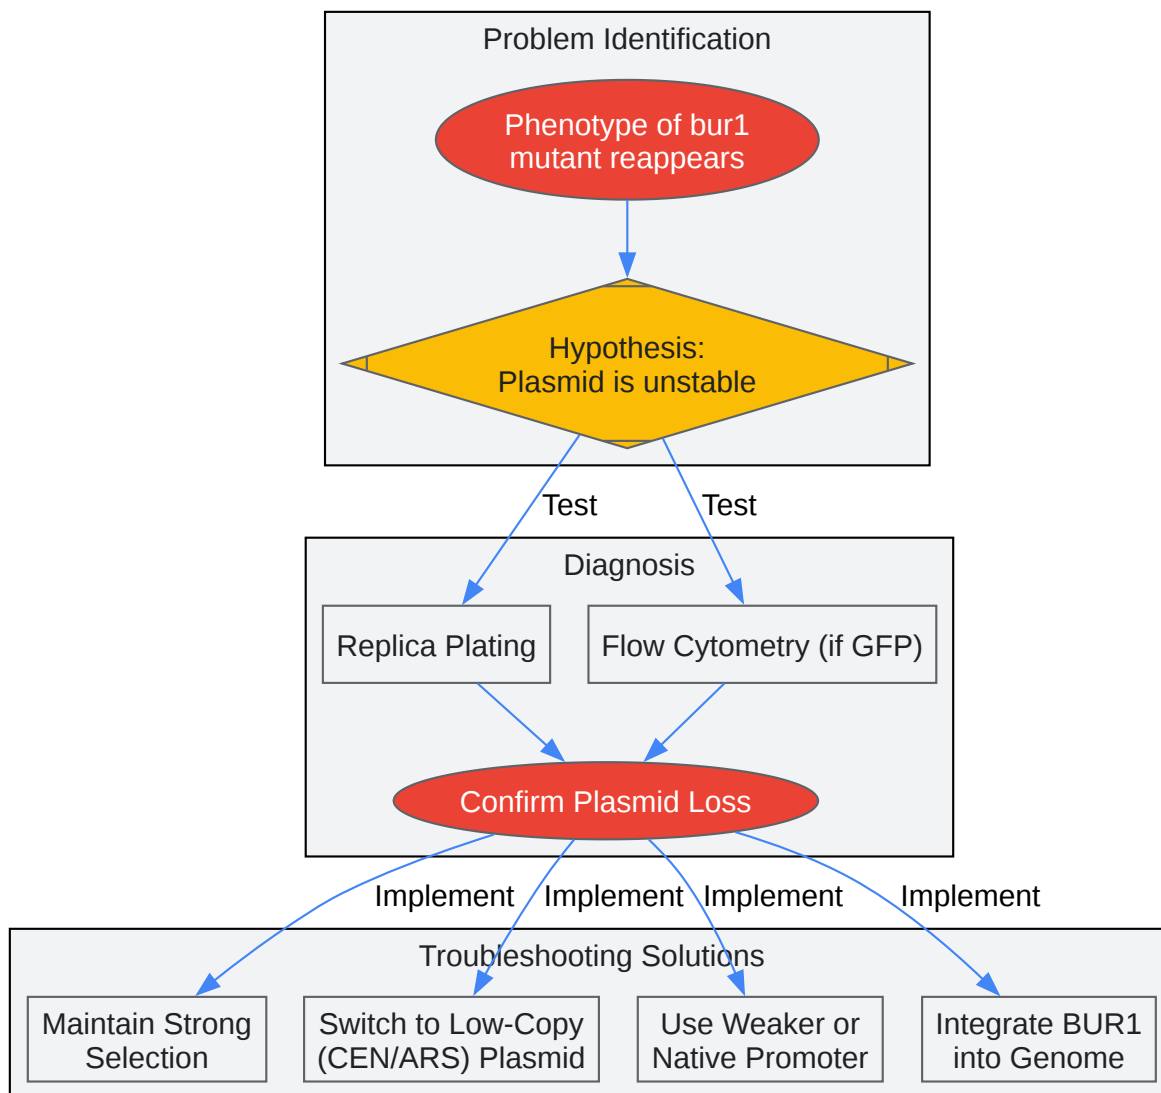 Problem Identification
Phenotype of bur1
mutant reappears
Hypothesis:
Plasmid is unstable
Test
Test
Diagnosis
Replica Plating
Flow Cytometry (if GFP)
Confirm Plasmid Loss
Implement
Implement
Implement
Implement
Troubleshooting Solutions
Maintain Strong
Selection
Switch to Low-Copy
(CEN/ARS) Plasmid
Use Weaker or
Native Promoter
Integrate BUR1
into Genome